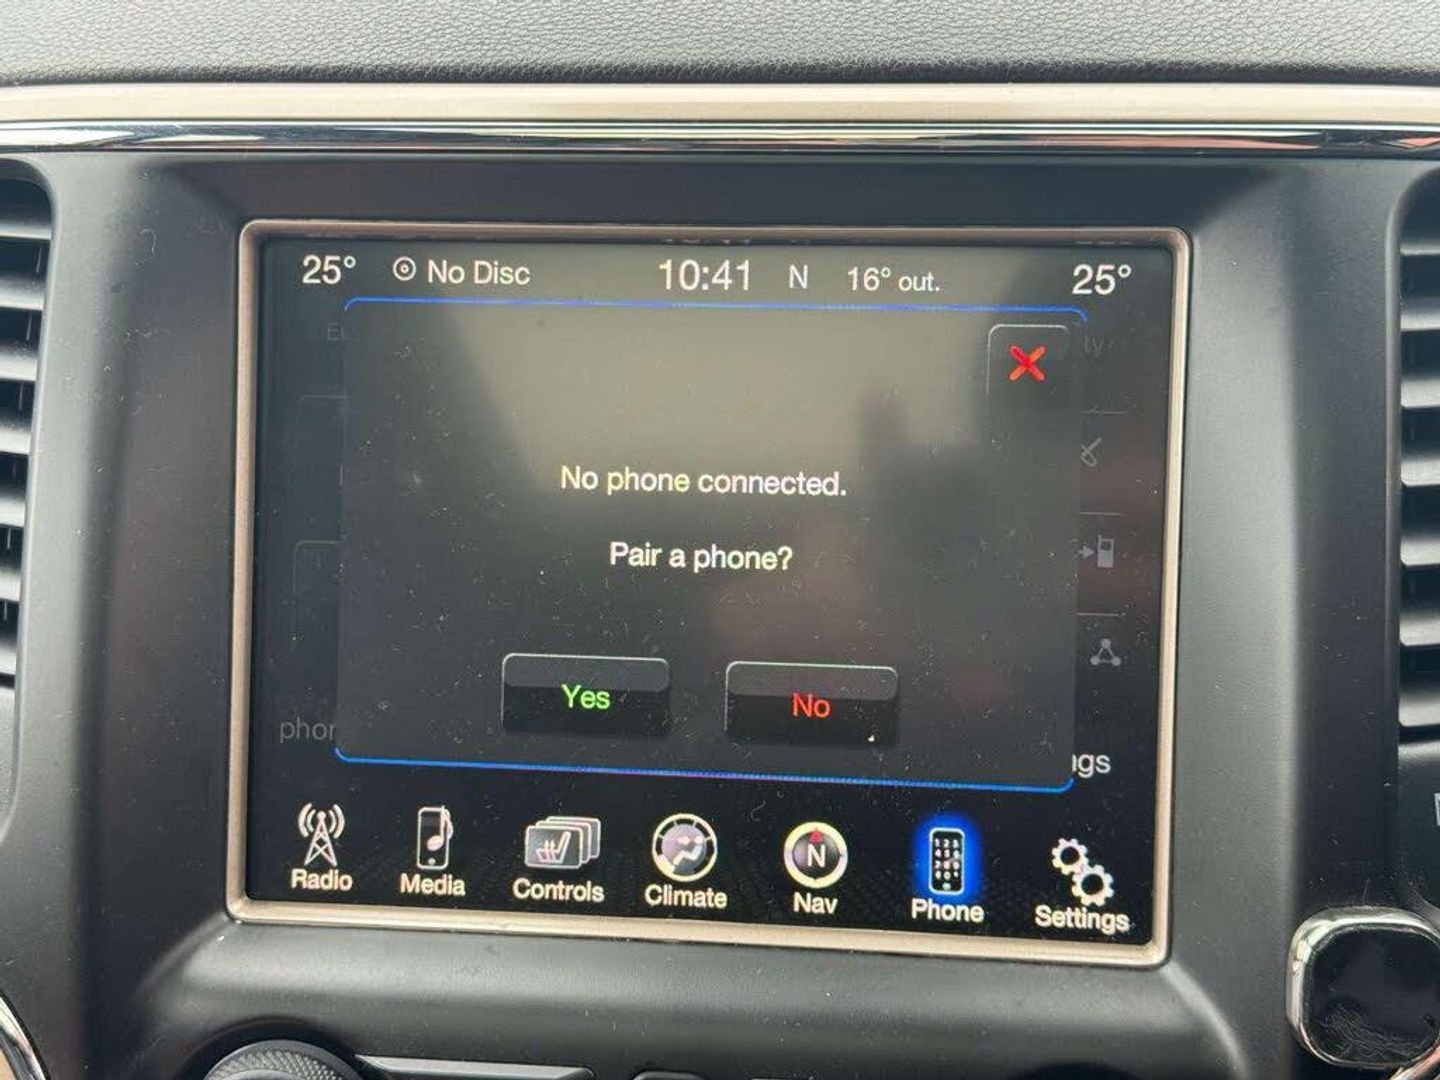 25° No Disc 10:41 N 16° out. 25°
No phone connected.
Pair a phone?
Yes No
Radio Media Controls Climate Nav Phone Settings